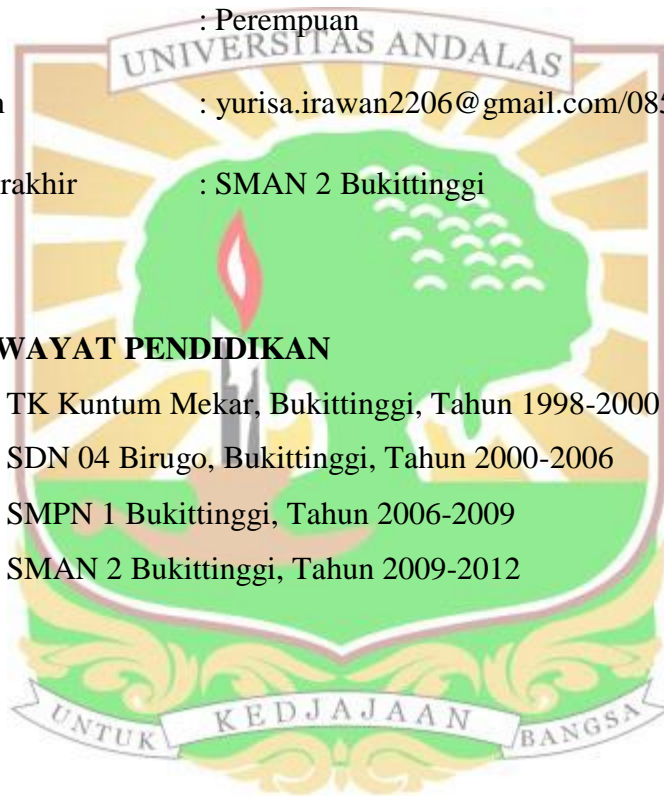 : Perempuan
UNIVERSITAS ANDALAS
n : yurisa.irawan2206@gmail.com/085
rakhir : SMAN 2 Bukittinggi
WAYAT PENDIDIKAN
TK Kuntum Mekar, Bukittinggi, Tahun 1998-2000
SDN 04 Birugo, Bukittinggi, Tahun 2000-2006
SMPN 1 Bukittinggi, Tahun 2006-2009
SMAN 2 Bukittinggi, Tahun 2009-2012
UNTUK KEDJAJAAN BANGSA